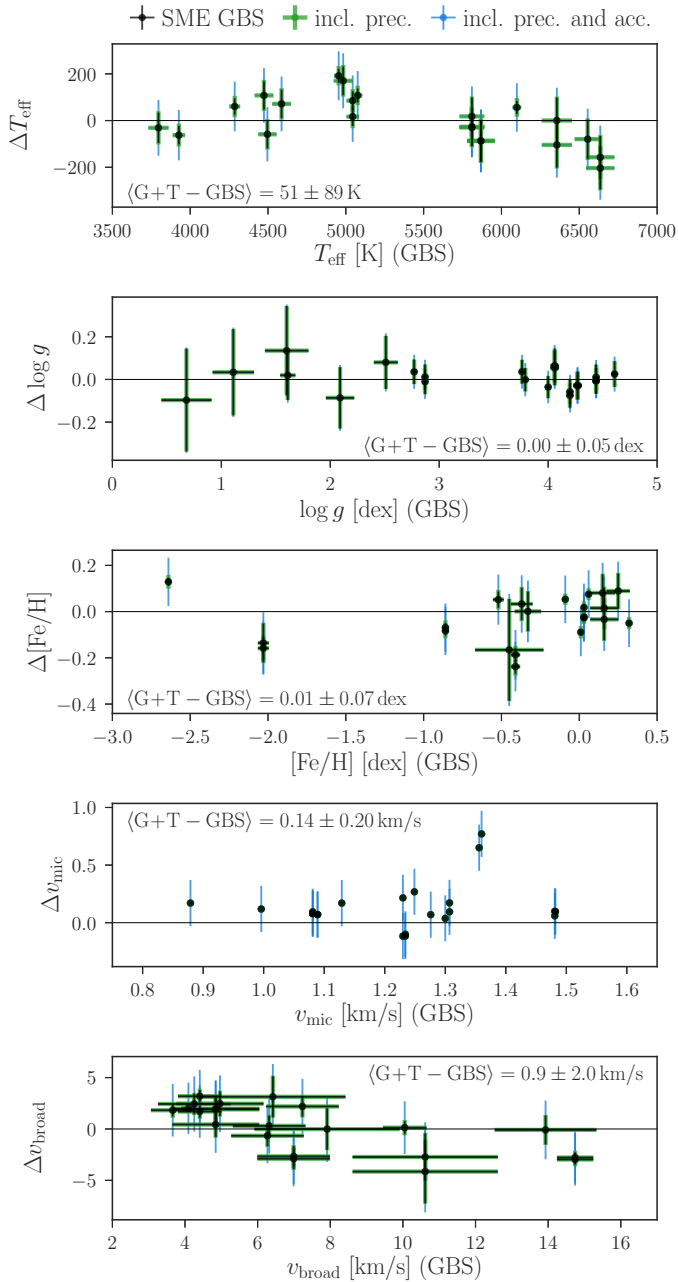 SME GBS incl. prec. incl. prec. and acc.
200
0
−200
ΔT_eff
⟨G+T − GBS⟩ = 51 ± 89 K
3500 4000 4500 5000 5500 6000 6500 7000
T_eff [K] (GBS)
0.2
0.0
−0.2
Δ log g
⟨G+T − GBS⟩ = 0.00 ± 0.05 dex
0 1 2 3 4 5
log g [dex] (GBS)
0.2
0.0
−0.2
−0.4
Δ[Fe/H]
⟨G+T − GBS⟩ = 0.01 ± 0.07 dex
−3.0 −2.5 −2.0 −1.5 −1.0 −0.5 0.0 0.5
[Fe/H] [dex] (GBS)
1.0
0.5
0.0
Δv_mic
⟨G+T − GBS⟩ = 0.14 ± 0.20 km/s
0.8 0.9 1.0 1.1 1.2 1.3 1.4 1.5 1.6
v_mic [km/s] (GBS)
5
0
−5
Δv_broad
⟨G+T − GBS⟩ = 0.9 ± 2.0 km/s
2 4 6 8 10 12 14 16
v_broad [km/s] (GBS)